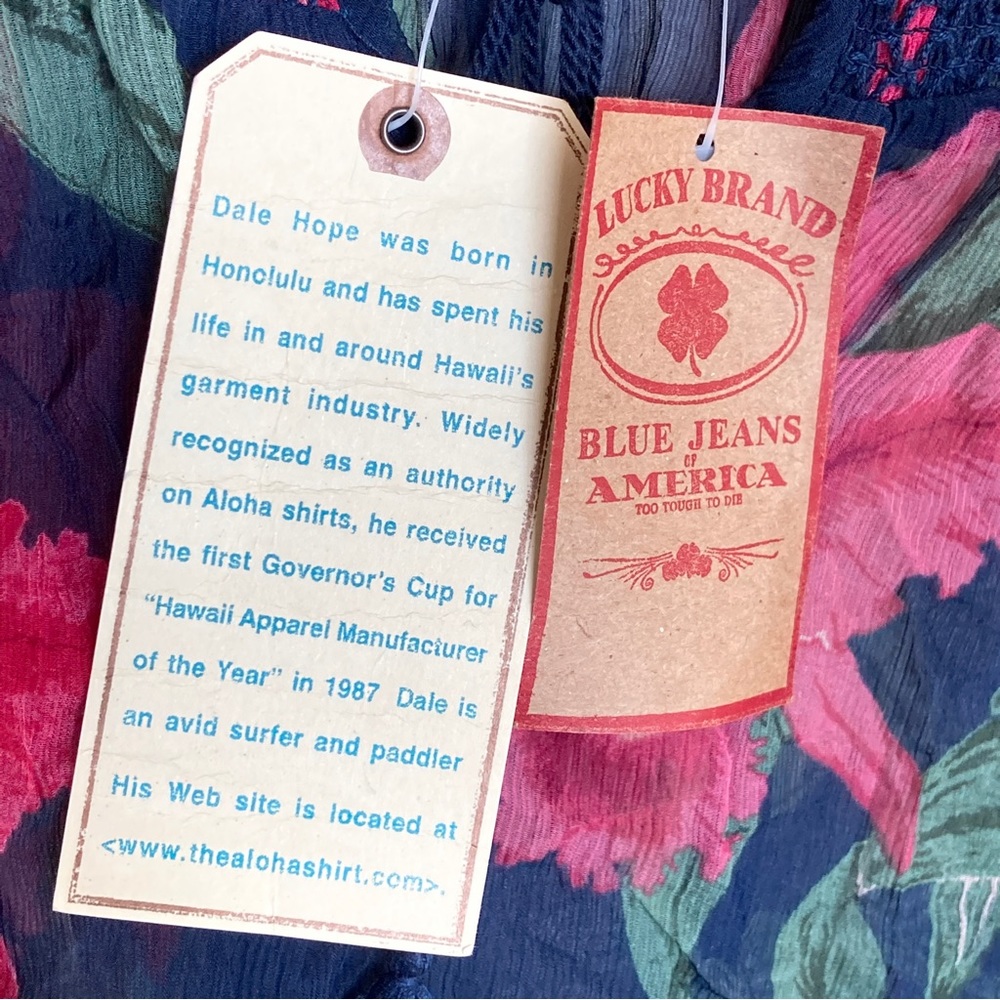 Dale Hope was born in
Honolulu and has spent his
life in and around Hawaii's
garment industry. Widely
recognized as an authority
on Aloha shirts, he received
the first Governor's Cup for
“Hawaii Apparel Manufacturer
of the Year” in 1987 Dale is
an avid surfer and paddler
His Web site is located at
<www.thealohashirt.com>.
LUCKY BRAND
BLUE JEANS
OF
AMERICA
TOO TOUGH TO DIE